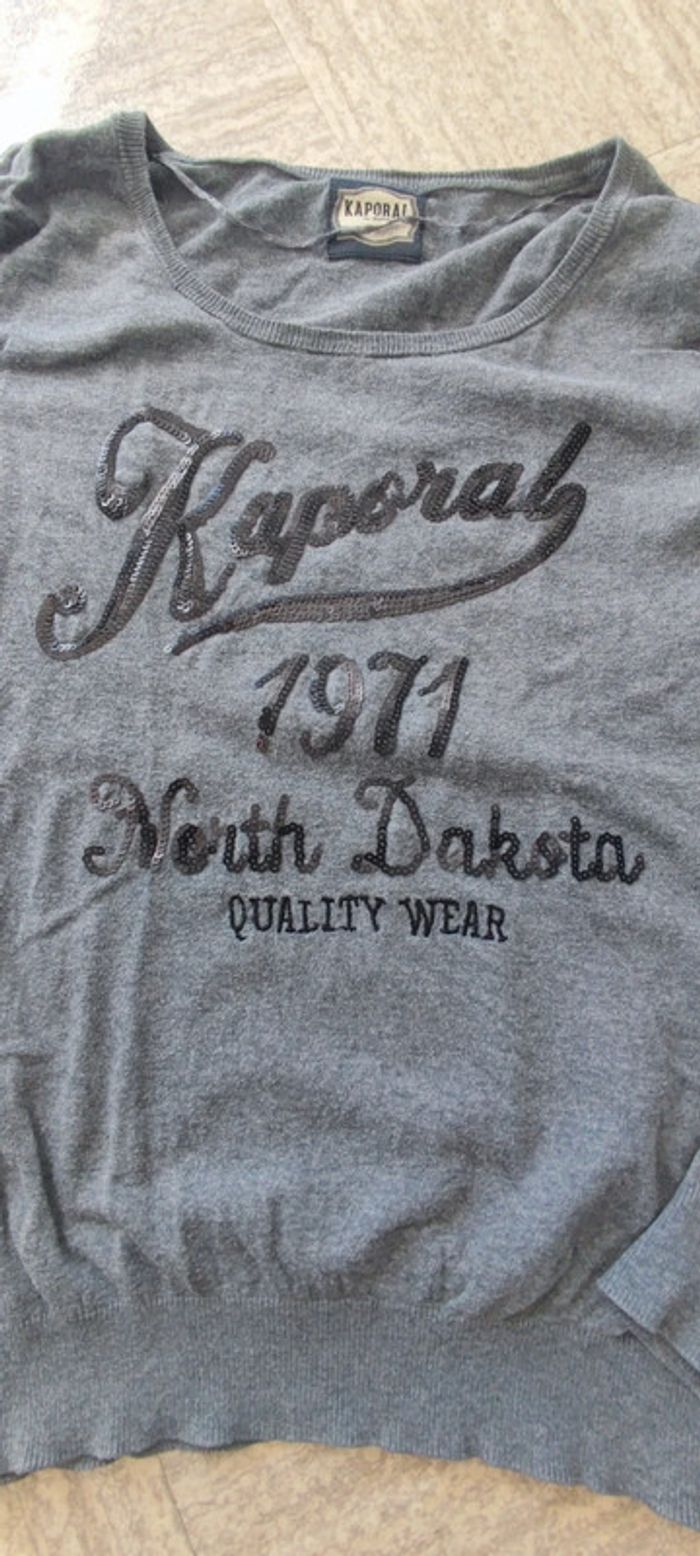 KAPORAL
Kaporal
1971
North Dakota
QUALITY WEAR